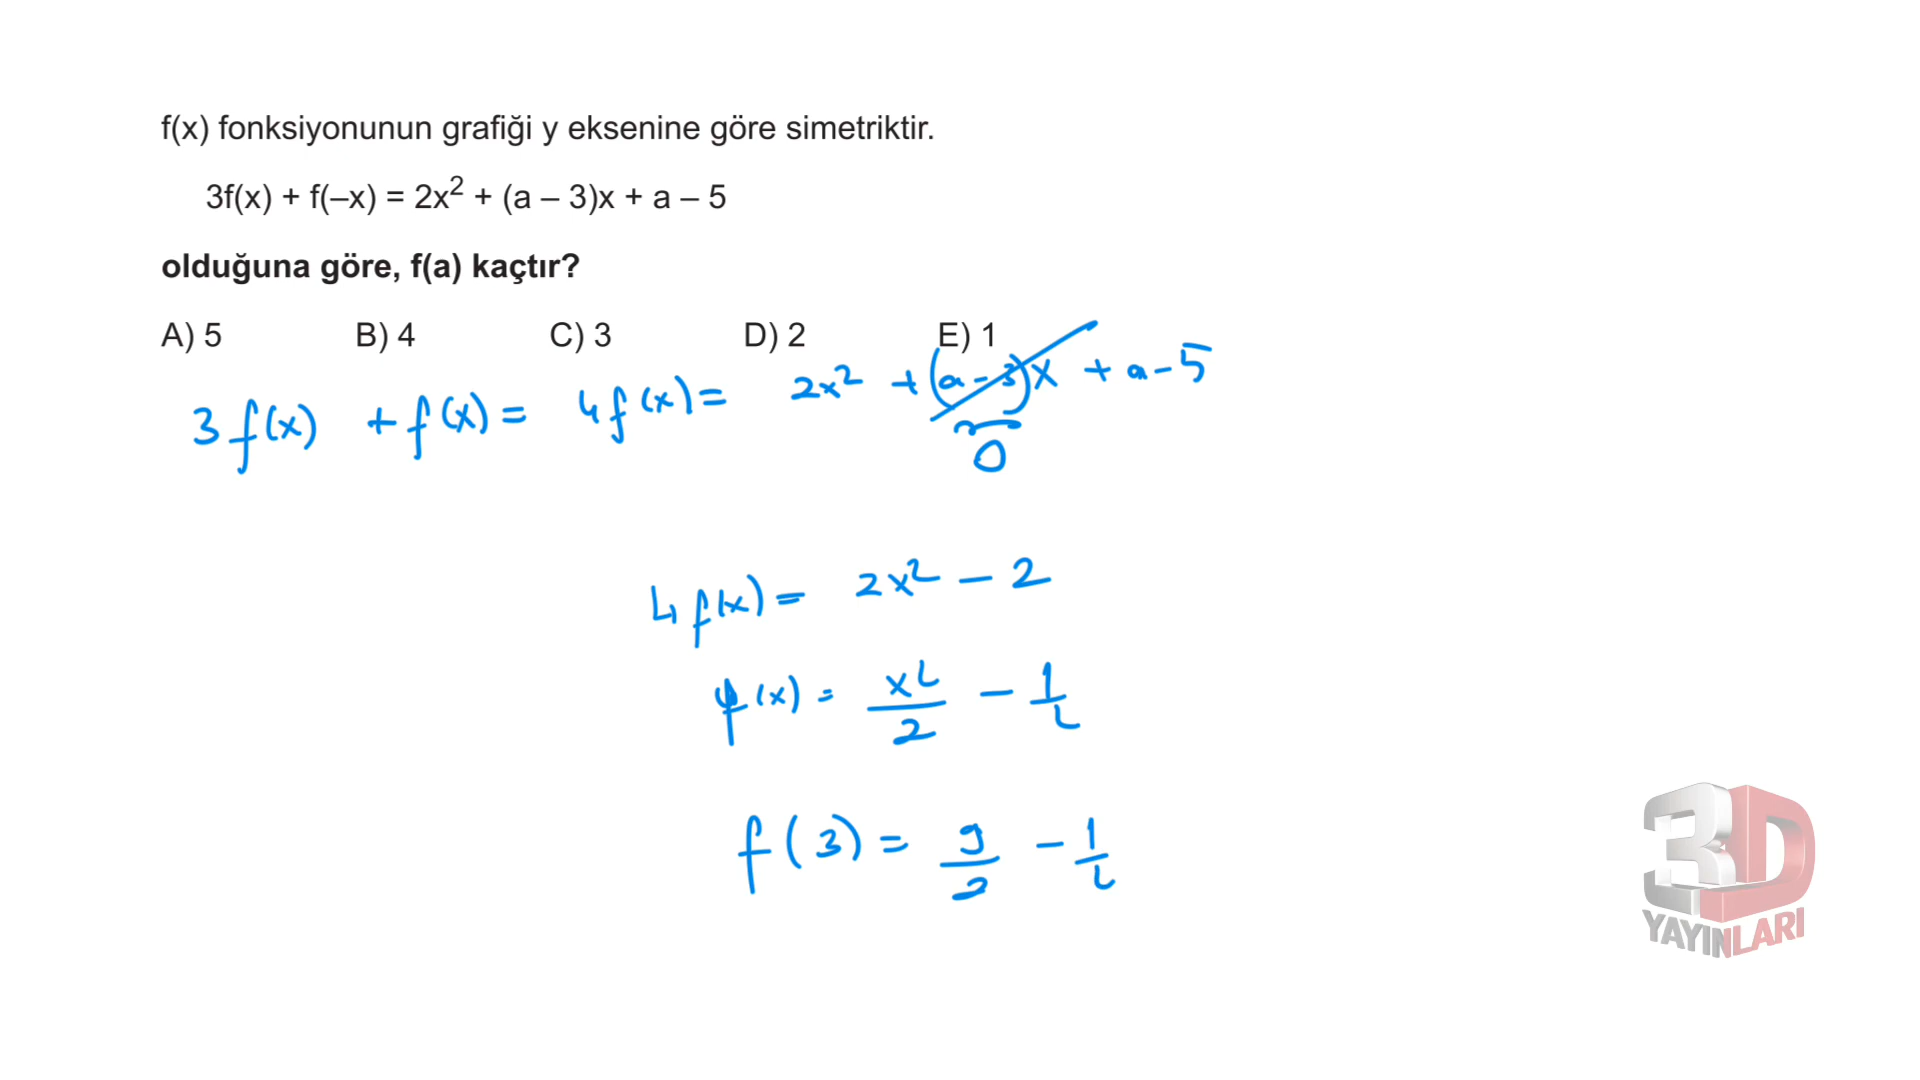 f(x) fonksiyonunun grafiği y eksenine göre simetriktir.
3f(x) + f(–x) = 2x² + (a – 3)x + a – 5
olduğuna göre, f(a) kaçtır?
A) 5 B) 4 C) 3 D) 2 E) 1
3f(x) + f(x) = 4f(x) = 2x² + (a-3)x + a-5
0
4f(x) = 2x² - 2
f(x) = x²/2 - 1/2
f(3) = 9/2 - 1/2
3D
YAYINLARI